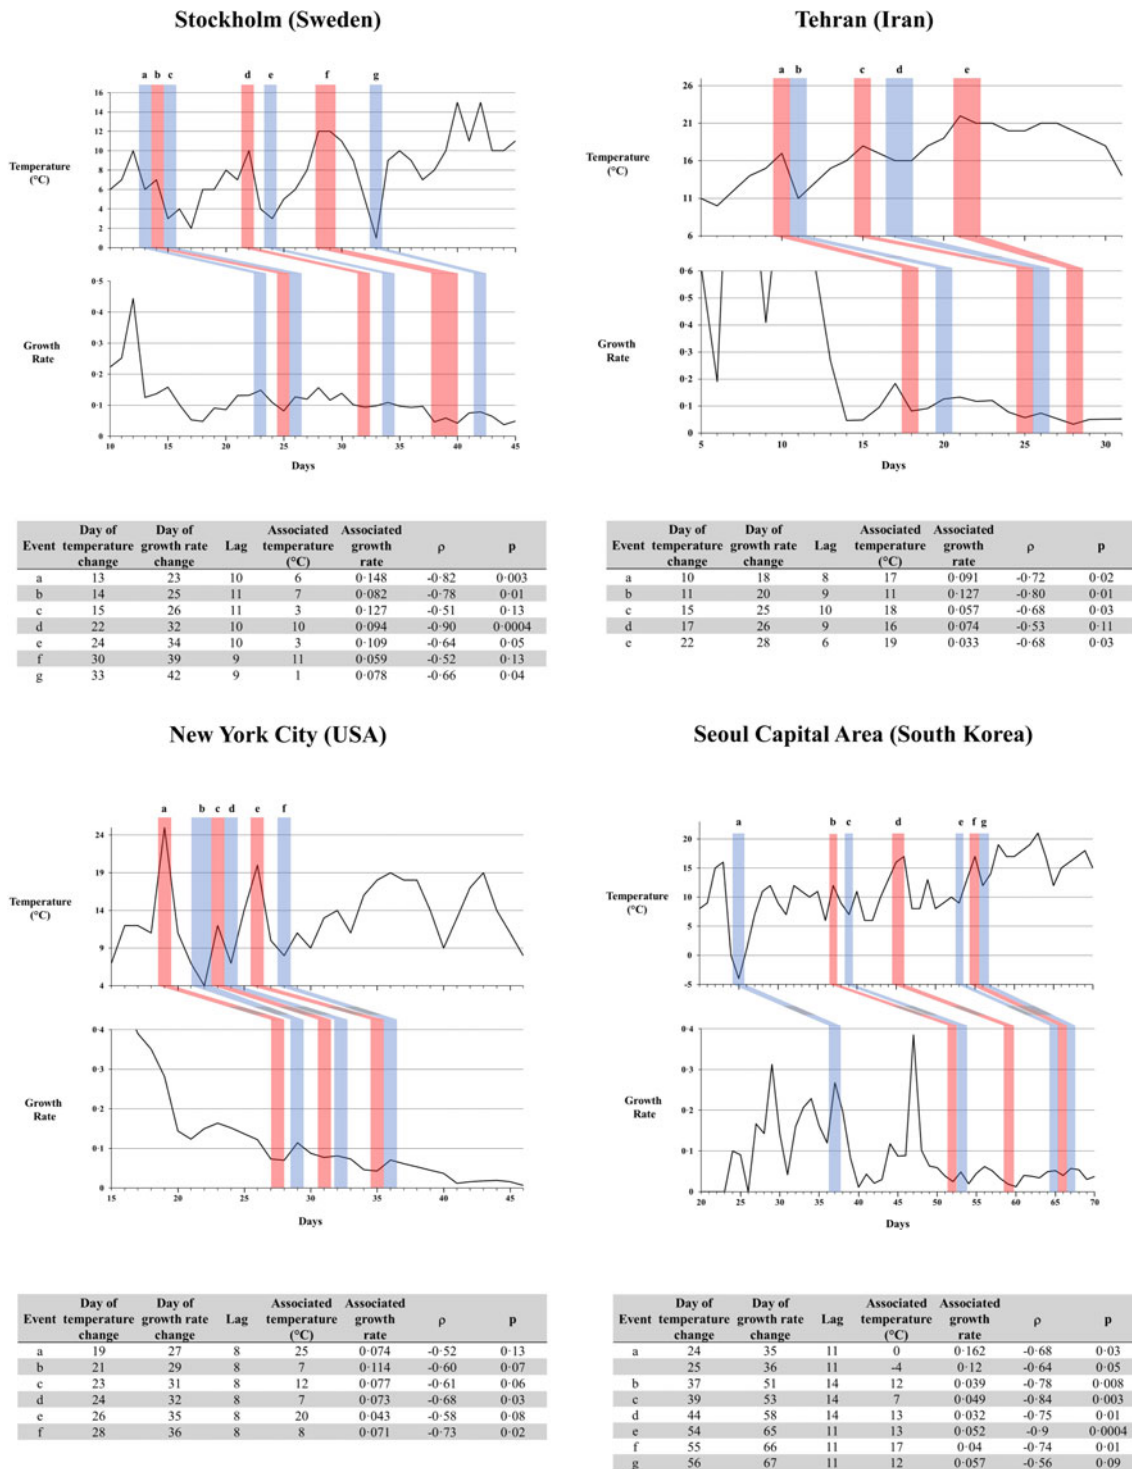 Stockholm (Sweden)
a b c d e f g
Temperature
(°C)
16
14
12
10
8
6
4
2
0
Growth
Rate
0·5
0·4
0·3
0·2
0·1
0
10 15 20 25 30 35 40 45
Days
Event Day of temperature change Day of growth rate change Lag Associated temperature (°C) Associated growth rate ρ p
a 13 23 10 6 0·148 -0·82 0·003
b 14 25 11 7 0·082 -0·78 0·01
c 15 26 11 3 0·127 -0·51 0·13
d 22 32 10 10 0·094 -0·90 0·0004
e 24 34 10 3 0·109 -0·64 0·05
f 30 39 9 11 0·059 -0·52 0·13
g 33 42 9 1 0·078 -0·66 0·04
Tehran (Iran)
a b c d e
Temperature
(°C)
26
21
16
11
6
Growth
Rate
0·6
0·5
0·4
0·3
0·2
0·1
0
5 10 15 20 25 30
Days
Event Day of temperature change Day of growth rate change Lag Associated temperature (°C) Associated growth rate ρ p
a 10 18 8 17 0·091 -0·72 0·02
b 11 20 9 11 0·127 -0·80 0·01
c 15 25 10 18 0·057 -0·68 0·03
d 17 26 9 16 0·074 -0·53 0·11
e 22 28 6 19 0·033 -0·68 0·03
New York City (USA)
a b c d e f
Temperature
(°C)
24
19
14
9
4
Growth
Rate
0·4
0·3
0·2
0·1
0
15 20 25 30 35 40 45
Days
Event Day of temperature change Day of growth rate change Lag Associated temperature (°C) Associated growth rate ρ p
a 19 27 8 25 0·074 -0·52 0·13
b 21 29 8 7 0·114 -0·60 0·07
c 23 31 8 12 0·077 -0·61 0·06
d 24 32 8 7 0·073 -0·68 0·03
e 26 35 8 20 0·043 -0·58 0·08
f 28 36 8 8 0·071 -0·73 0·02
Seoul Capital Area (South Korea)
a b c d e f g
Temperature
(°C)
20
15
10
5
0
-5
Growth
Rate
0·4
0·3
0·2
0·1
0
20 25 30 35 40 45 50 55 60 65 70
Days
Event Day of temperature change Day of growth rate change Lag Associated temperature (°C) Associated growth rate ρ p
a 24 35 11 0 0·162 -0·68 0·03
25 36 11 -4 0·12 -0·64 0·05
b 37 51 14 12 0·039 -0·78 0·008
c 39 53 14 7 0·049 -0·84 0·003
d 44 58 14 13 0·032 -0·75 0·01
e 54 65 11 13 0·052 -0·9 0·0004
f 55 66 11 17 0·04 -0·74 0·01
g 56 67 11 12 0·057 -0·56 0·09